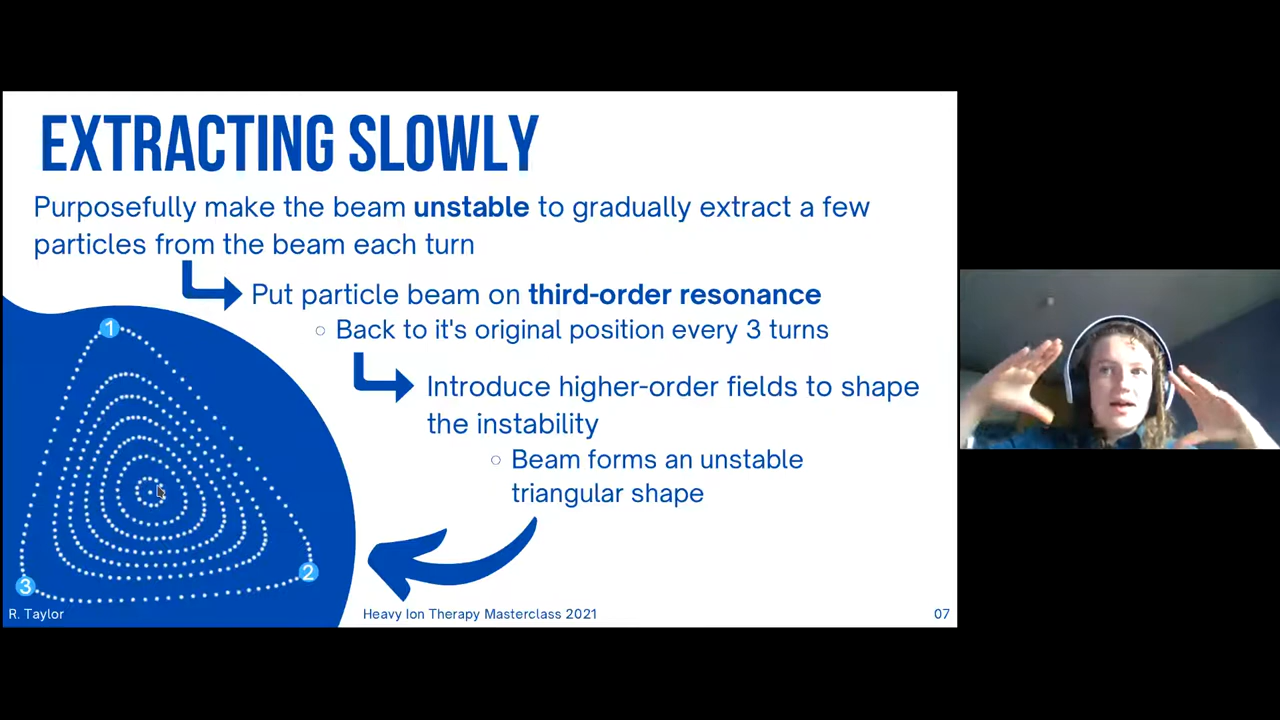 EXTRACTING SLOWLY
Purposefully make the beam unstable to gradually extract a few
particles from the beam each turn
Put particle beam on third-order resonance
Back to it's original position every 3 turns
Introduce higher-order fields to shape
the instability
Beam forms an unstable
triangular shape
1
2
3
R. Taylor
Heavy Ion Therapy Masterclass 2021
07